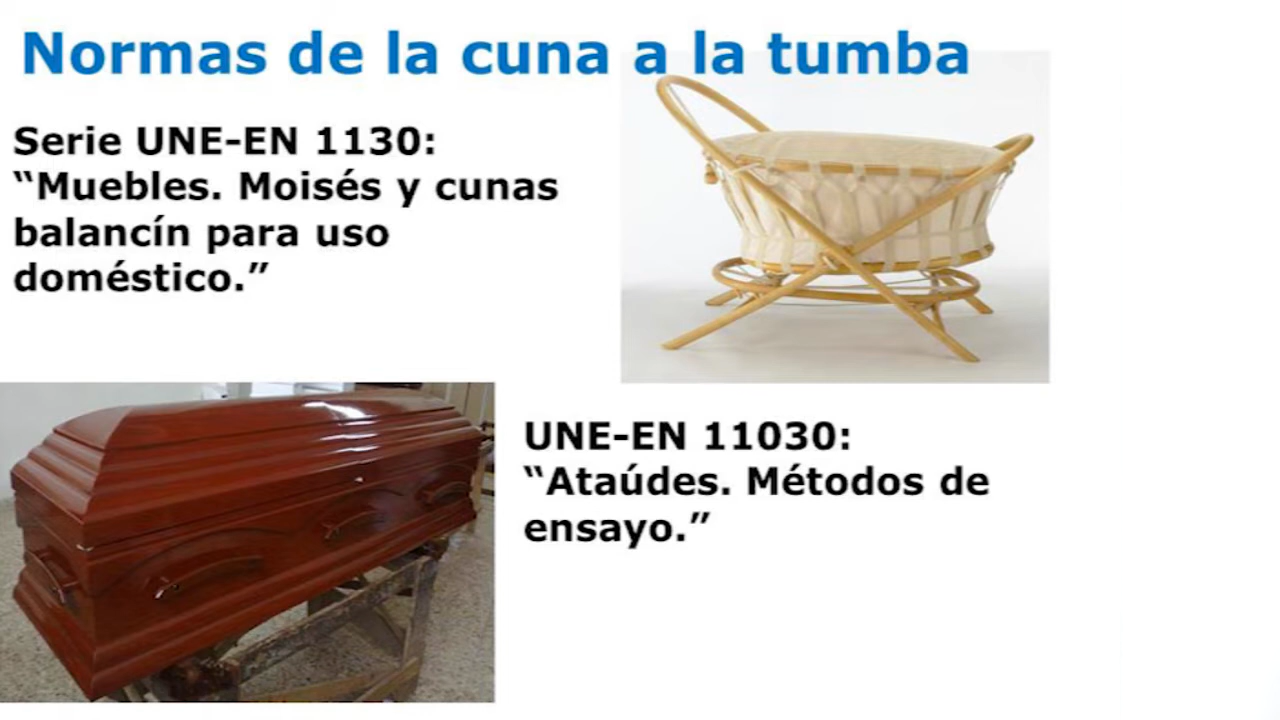 Normas de la cuna a la tumba
Serie UNE-EN 1130:
“Muebles. Moisés y cunas
balancín para uso
doméstico.”
UNE-EN 11030:
“Ataúdes. Métodos de
ensayo.”